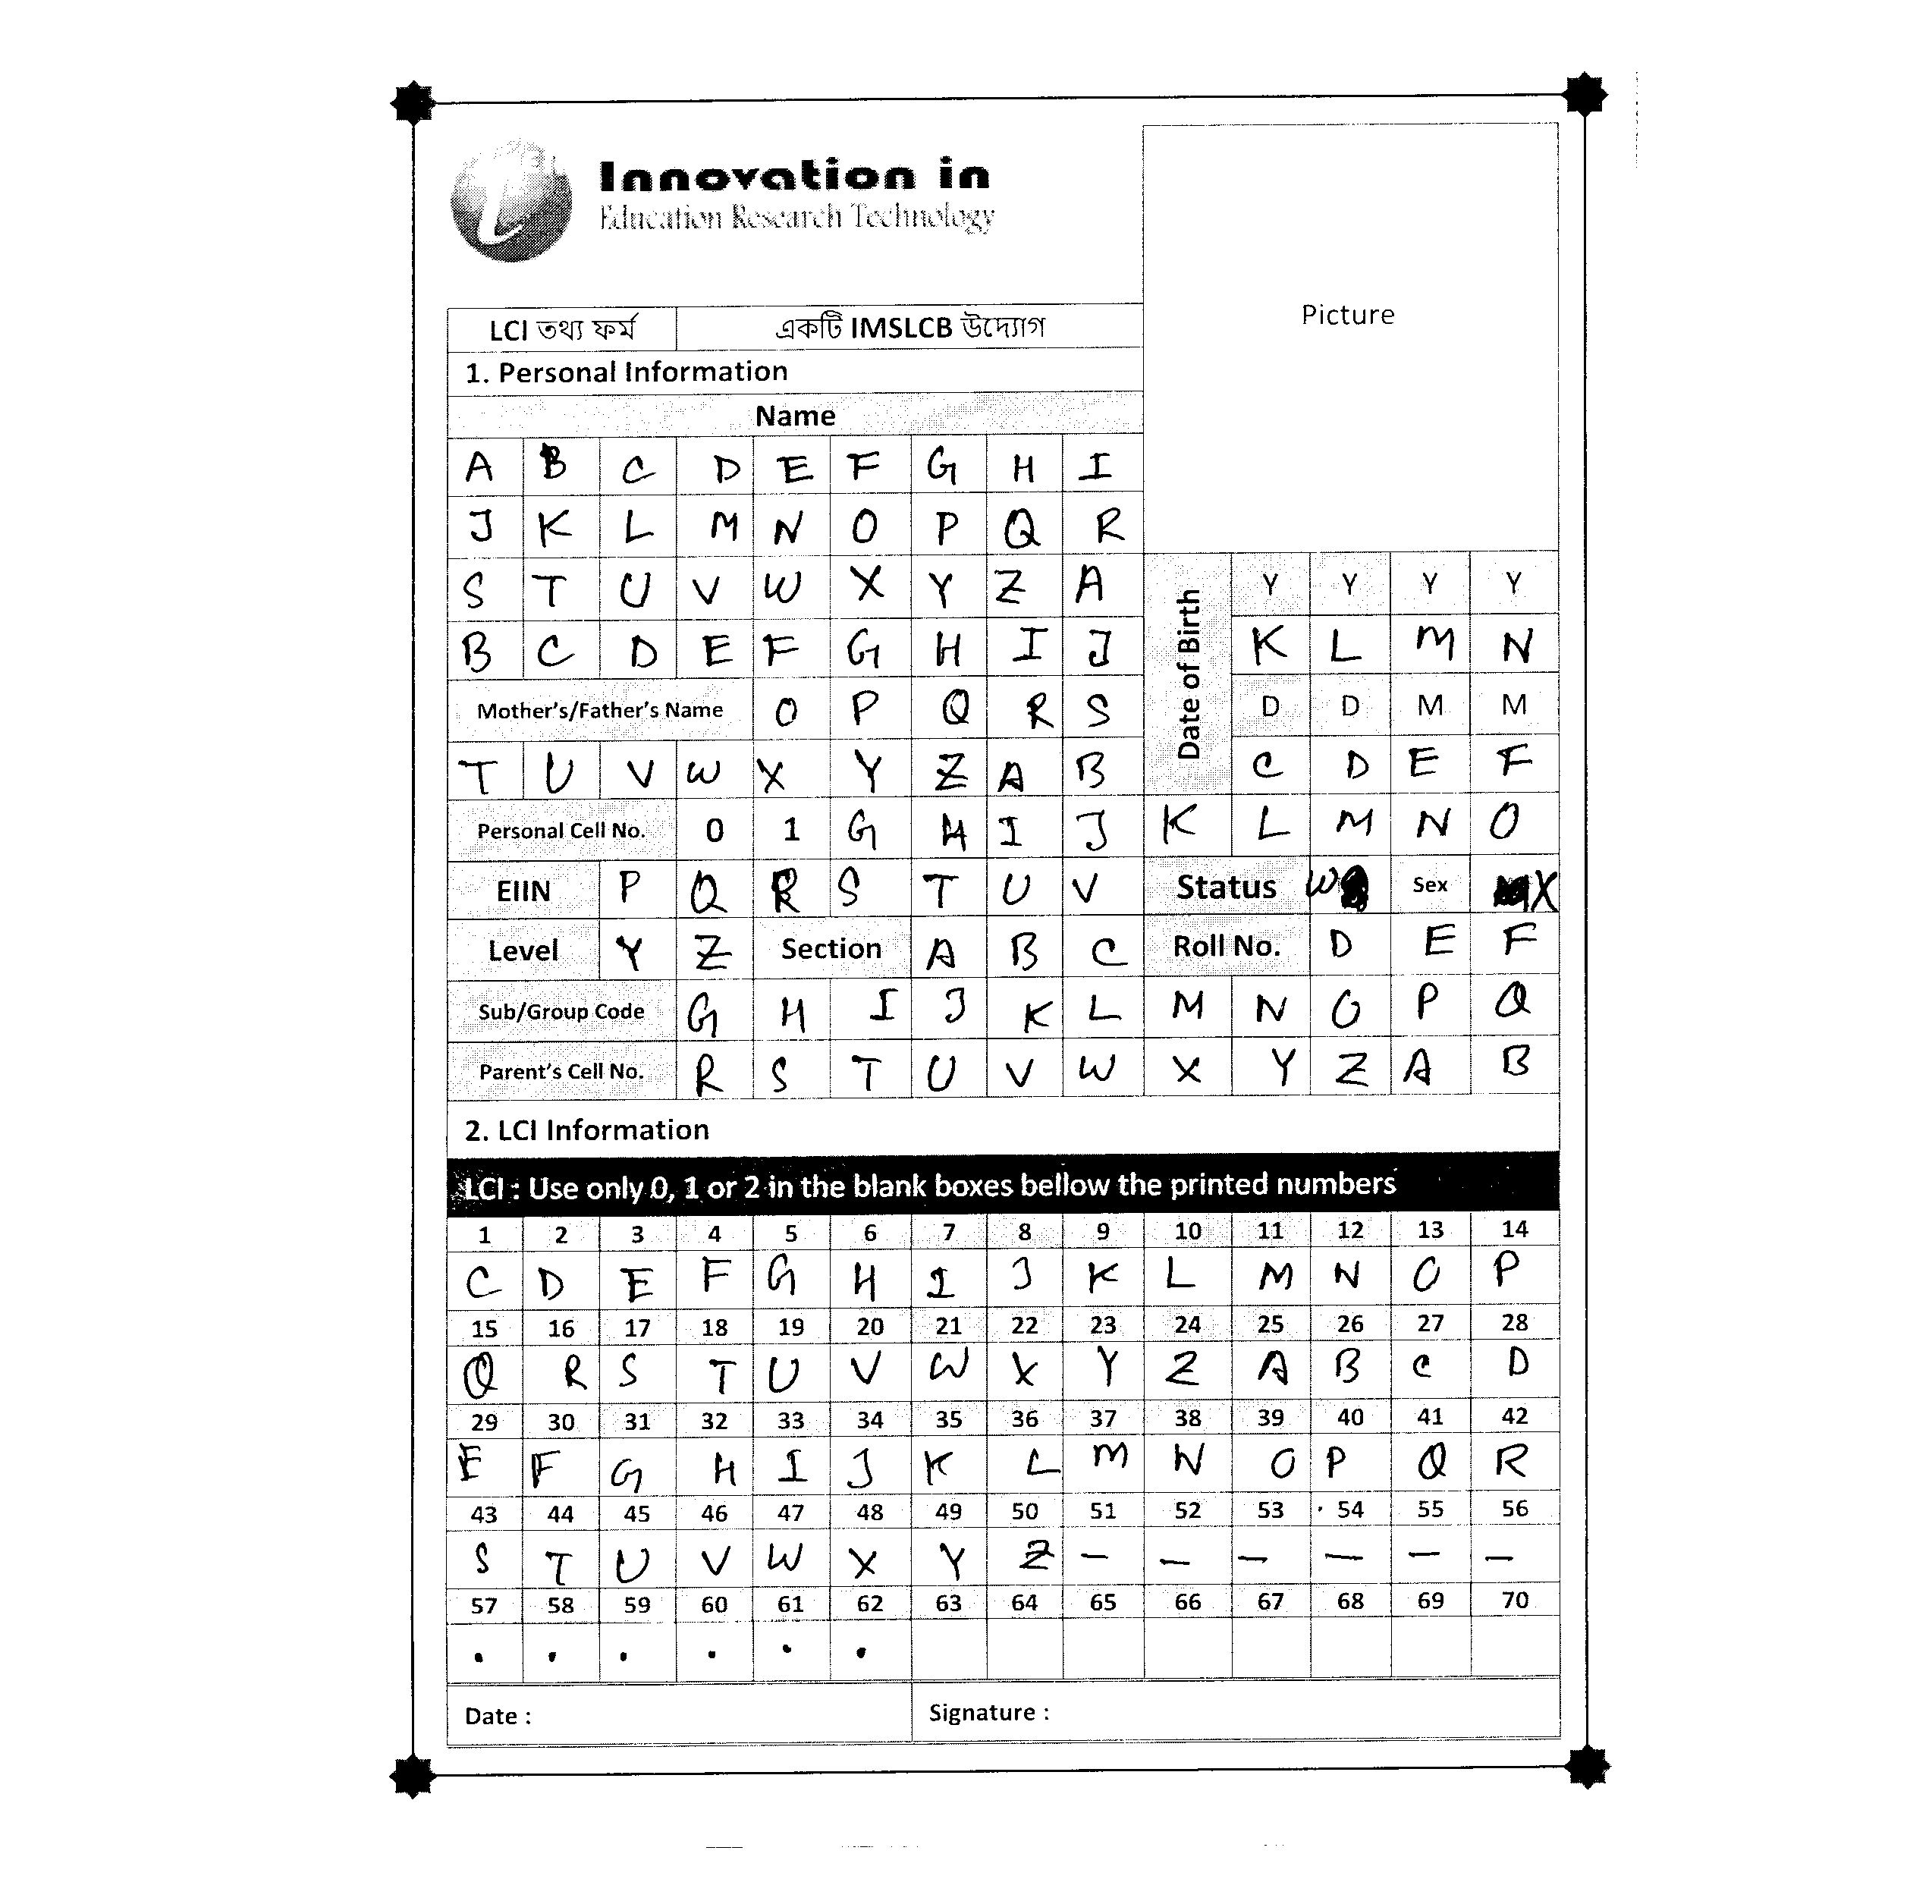 Innovation in
Education Research Technology
Picture
LCI তথ্য ফর্ম একটি IMSLCB উদ্যোগ
1. Personal Information
Name
A B C D E F G H I
J K L M N O P Q R
S T U V W X Y Z A
Date of Birth Y Y Y Y
B C D E F G H I J K L M N
Mother's/Father's Name O P Q R S D D M M
T U V W X Y Z A B C D E F
Personal Cell No. 0 1 G H I J K L M N O
EIIN P Q R S T U V Status W Sex X
Level Y Z Section A B C Roll No. D E F
Sub/Group Code G H I J K L M N O P Q
Parent's Cell No. R S T U V W X Y Z A B
2. LCI Information
LCI : Use only 0, 1 or 2 in the blank boxes bellow the printed numbers
1 2 3 4 5 6 7 8 9 10 11 12 13 14
C D E F G H I J K L M N O P
15 16 17 18 19 20 21 22 23 24 25 26 27 28
Q R S T U V W X Y Z A B C D
29 30 31 32 33 34 35 36 37 38 39 40 41 42
E F G H I J K L M N O P Q R
43 44 45 46 47 48 49 50 51 52 53 54 55 56
S T U V W X Y Z — — — — — —
57 58 59 60 61 62 63 64 65 66 67 68 69 70
. . . . . .
Date : Signature :